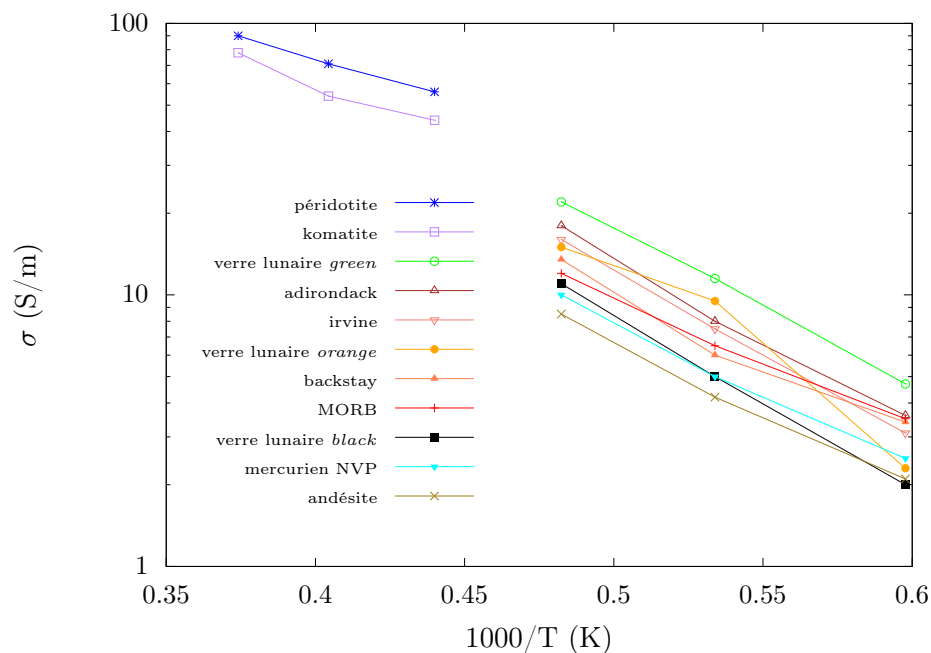 100
10
1
σ (S/m)
péridotite
komatite
verre lunaire green
adirondack
irvine
verre lunaire orange
backstay
MORB
verre lunaire black
mercurien NVP
andésite
0.35 0.4 0.45 0.5 0.55 0.6
1000/T (K)